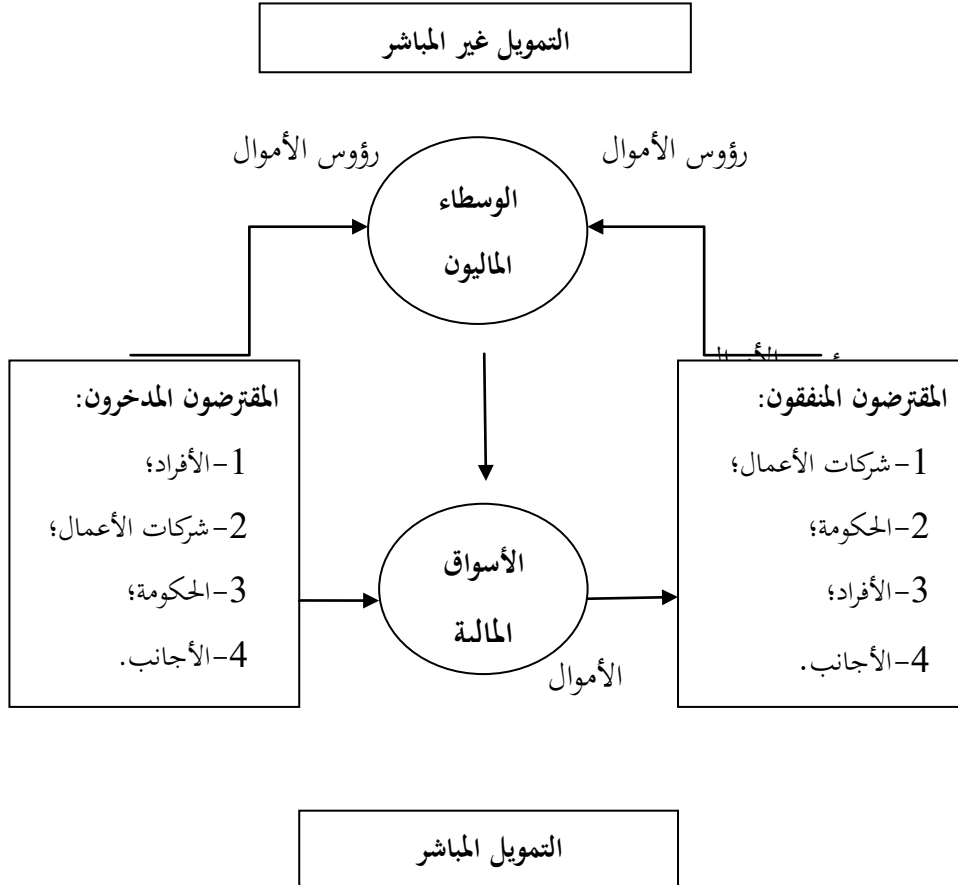 التمويل غير المباشر
رؤوس الأموال
رؤوس الأموال
الوسطاء
الماليون
المقترضون المنفقون:
1-شركات الأعمال؛
2-الحكومة؛
3-الأفراد؛
4-الأجانب.
المقترضون المدخرون:
1-الأفراد؛
2-شركات الأعمال؛
3-الحكومة؛
4-الأجانب.
الأسواق
المالية
الأموال
التمويل المباشر